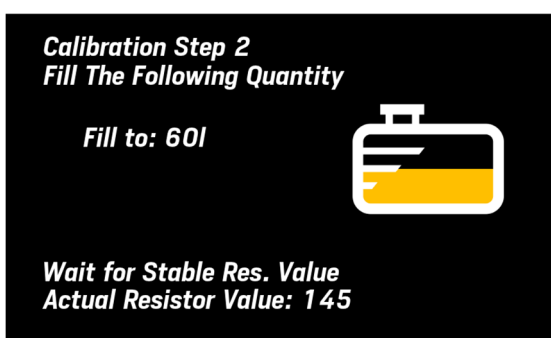 Calibration Step 2
Fill The Following Quantity
Fill to: 60l
Wait for Stable Res. Value
Actual Resistor Value: 145